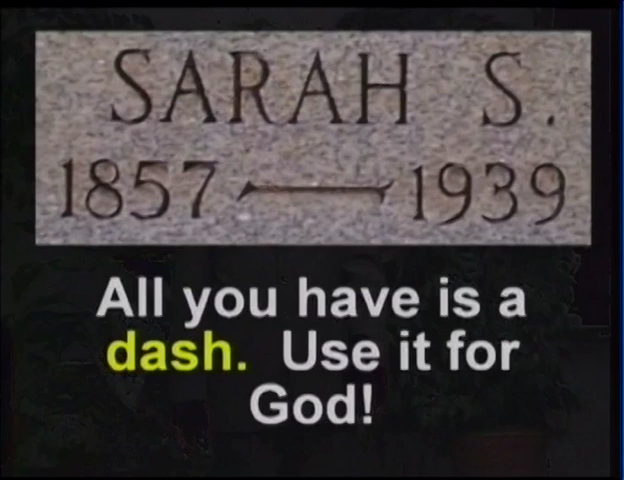 SARAH S.
1857 — 1939
All you have is a
dash. Use it for
God!